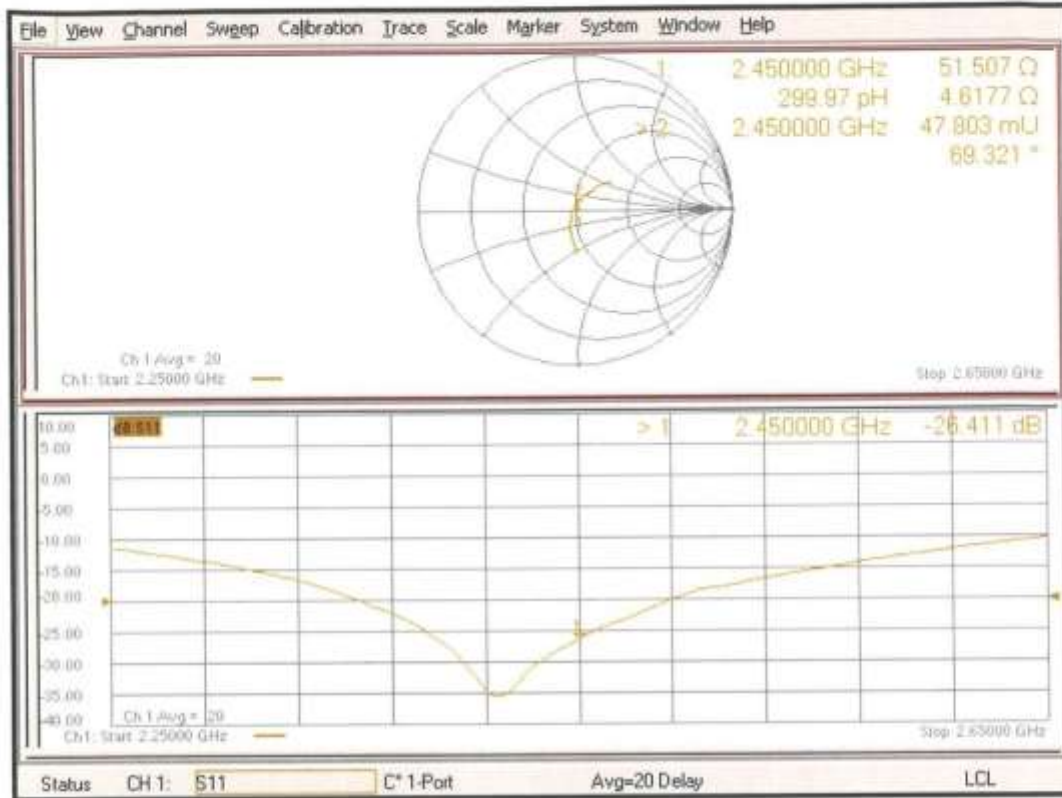 File View Channel Sweep Calibration Trace Scale Marker System Window Help
1 2.450000 GHz 51.507 Ω
299.97 pH 4.6177 Ω
> 2 2.450000 GHz 47.803 mU
69.321 °
Ch 1 Avg = 20
Ch1: Start 2.25000 GHz
Stop 2.65000 GHz
10.00 dB S11 > 1 2.450000 GHz -26.411 dB
5.00
0.00
-5.00
-10.00
-15.00
-20.00
-25.00
1
-30.00
-35.00
-40.00
Ch 1 Avg = 20
Ch1: Start 2.25000 GHz
Stop 2.65000 GHz
Status CH 1: S11 C* 1-Port Avg=20 Delay LCL